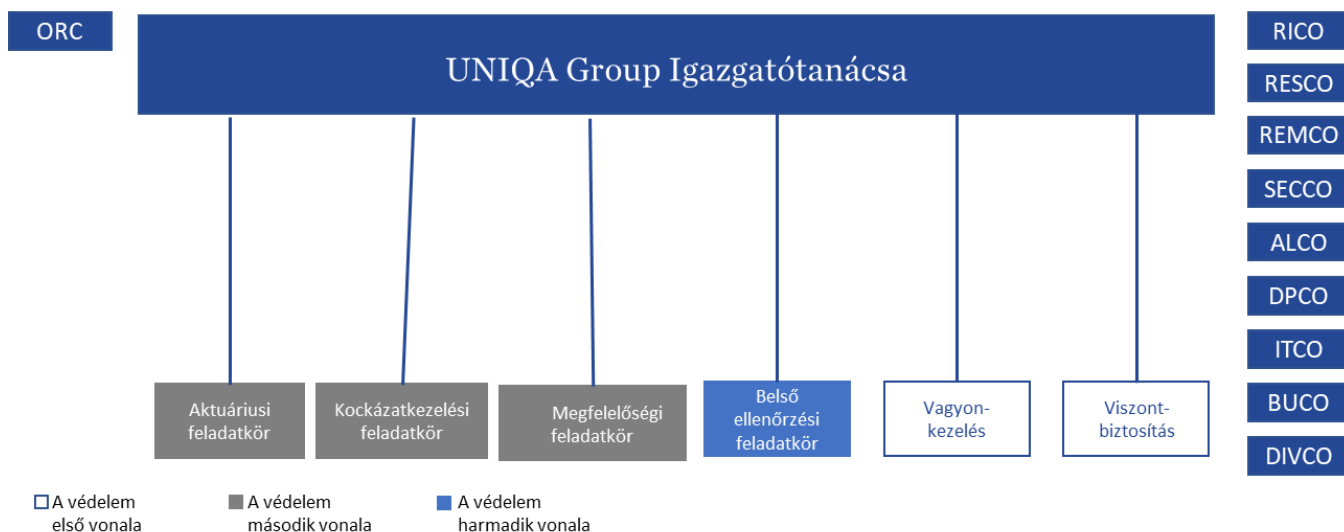 ORC
UNIQA Group Igazgatótanácsa
RICO
RESCO
REMCO
SECCO
ALCO
DPCO
ITCO
BUCO
DIVCO
Aktuáriusi
feladatkör
Kockázatkezelési
feladatkör
Megfelelőségi
feladatkör
Belső
ellenőrzési
feladatkör
Vagyon-
kezelés
Viszont-
biztosítás
A védelem
első vonala
A védelem
második vonala
A védelem
harmadik vonala